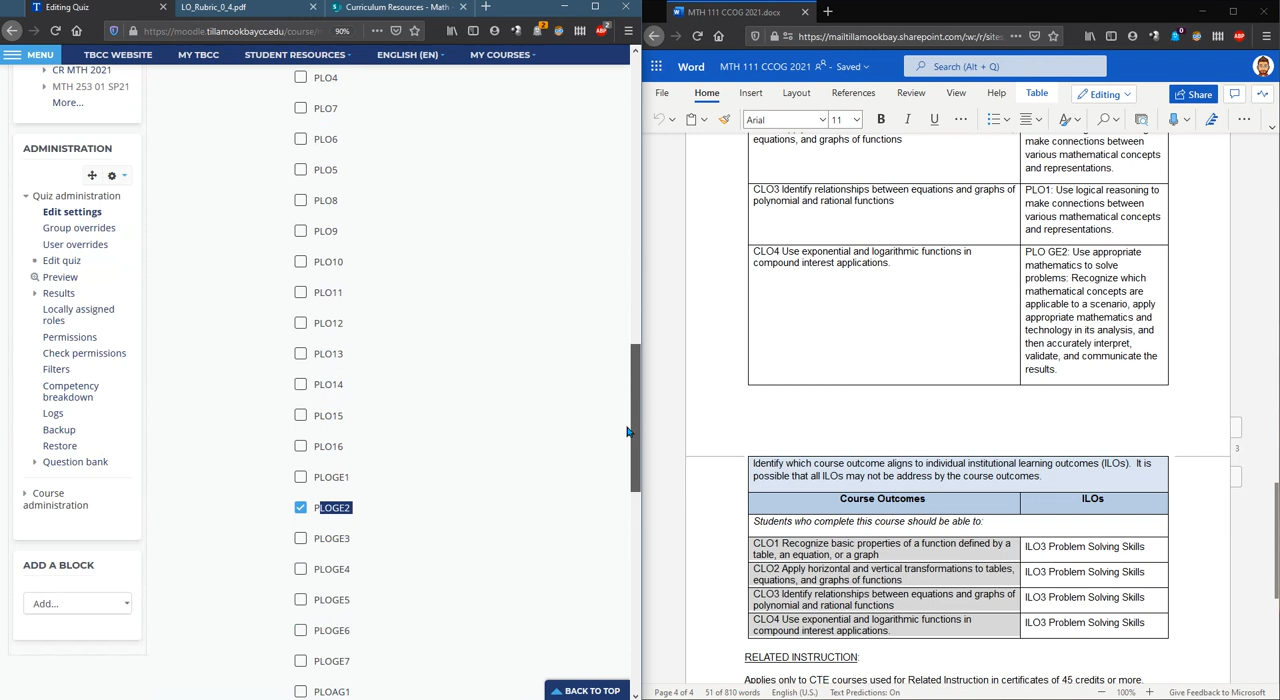 Editing Quiz
LO_Rubric_0_4.pdf
Curriculum Resources - Math -
https://moodle.tillamookbaycc.edu/course/m
90%
MENU
TBCC WEBSITE
MY TBCC
STUDENT RESOURCES
ENGLISH (EN)
MY COURSES
CR MTH 2021
MTH 253 01 SP21
More...
ADMINISTRATION
Quiz administration
Edit settings
Group overrides
User overrides
Edit quiz
Preview
Results
Locally assigned
roles
Permissions
Check permissions
Filters
Competency
breakdown
Logs
Backup
Restore
Question bank
Course
administration
ADD A BLOCK
Add...
PLO4
PLO7
PLO6
PLO5
PLO8
PLO9
PLO10
PLO11
PLO12
PLO13
PLO14
PLO15
PLO16
PLOGE1
PLOGE2
PLOGE3
PLOGE4
PLOGE5
PLOGE6
PLOGE7
PLOAG1
BACK TO TOP
MTH 111 CCOG 2021.docx
https://mailtillamookbay.sharepoint.com/:w:/r/sites
Word
MTH 111 CCOG 2021
- Saved
Search (Alt + Q)
File
Home
Insert
Layout
References
Review
View
Help
Table
Editing
Share
Arial
11
equations, and graphs of functions
make connections between
various mathematical concepts
and representations.
CLO3 Identify relationships between equations and graphs of
polynomial and rational functions
PLO1: Use logical reasoning to
make connections between
various mathematical concepts
and representations.
CLO4 Use exponential and logarithmic functions in
compound interest applications.
PLO GE2: Use appropriate
mathematics to solve
problems: Recognize which
mathematical concepts are
applicable to a scenario, apply
appropriate mathematics and
technology in its analysis, and
then accurately interpret,
validate, and communicate the
results.
3
Identify which course outcome aligns to individual institutional learning outcomes (ILOs). It is
possible that all ILOs may not be address by the course outcomes.
Course Outcomes
ILOs
Students who complete this course should be able to:
CLO1 Recognize basic properties of a function defined by a
table, an equation, or a graph
ILO3 Problem Solving Skills
CLO2 Apply horizontal and vertical transformations to tables,
equations, and graphs of functions
ILO3 Problem Solving Skills
CLO3 Identify relationships between equations and graphs of
polynomial and rational functions
ILO3 Problem Solving Skills
CLO4 Use exponential and logarithmic functions in
compound interest applications.
ILO3 Problem Solving Skills
RELATED INSTRUCTION:
Applies only to CTE courses used for Related Instruction in certificates of 45 credits or more.
Page 4 of 4
51 of 810 words
English (U.S.)
Text Predictions: On
100%
Give Feedback to Microsoft